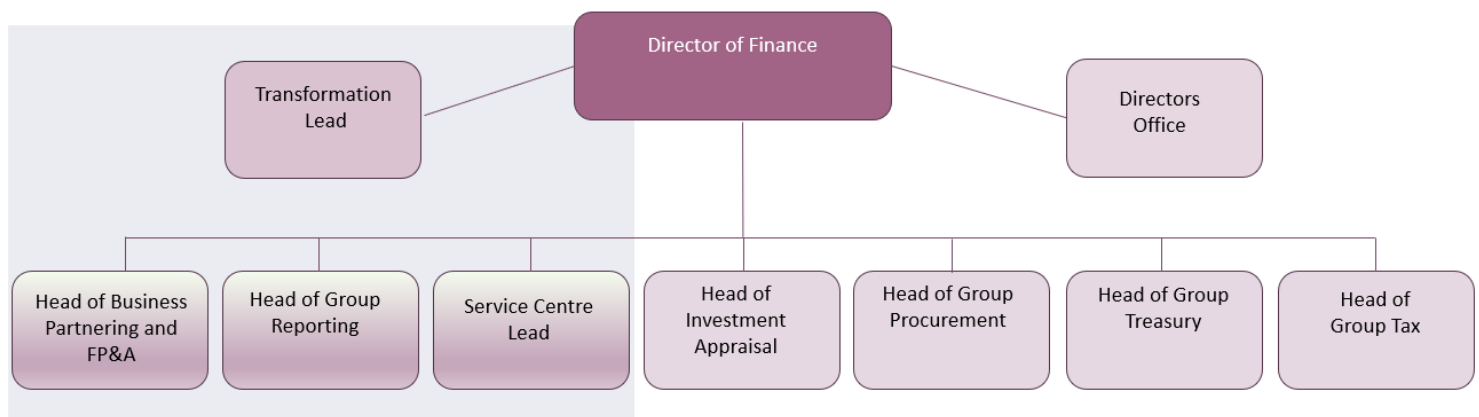 Director of Finance
Transformation
Lead
Directors
Office
Head of Business
Partnering and
FP&A
Head of Group
Reporting
Service Centre
Lead
Head of
Investment
Appraisal
Head of Group
Procurement
Head of Group
Treasury
Head of
Group Tax